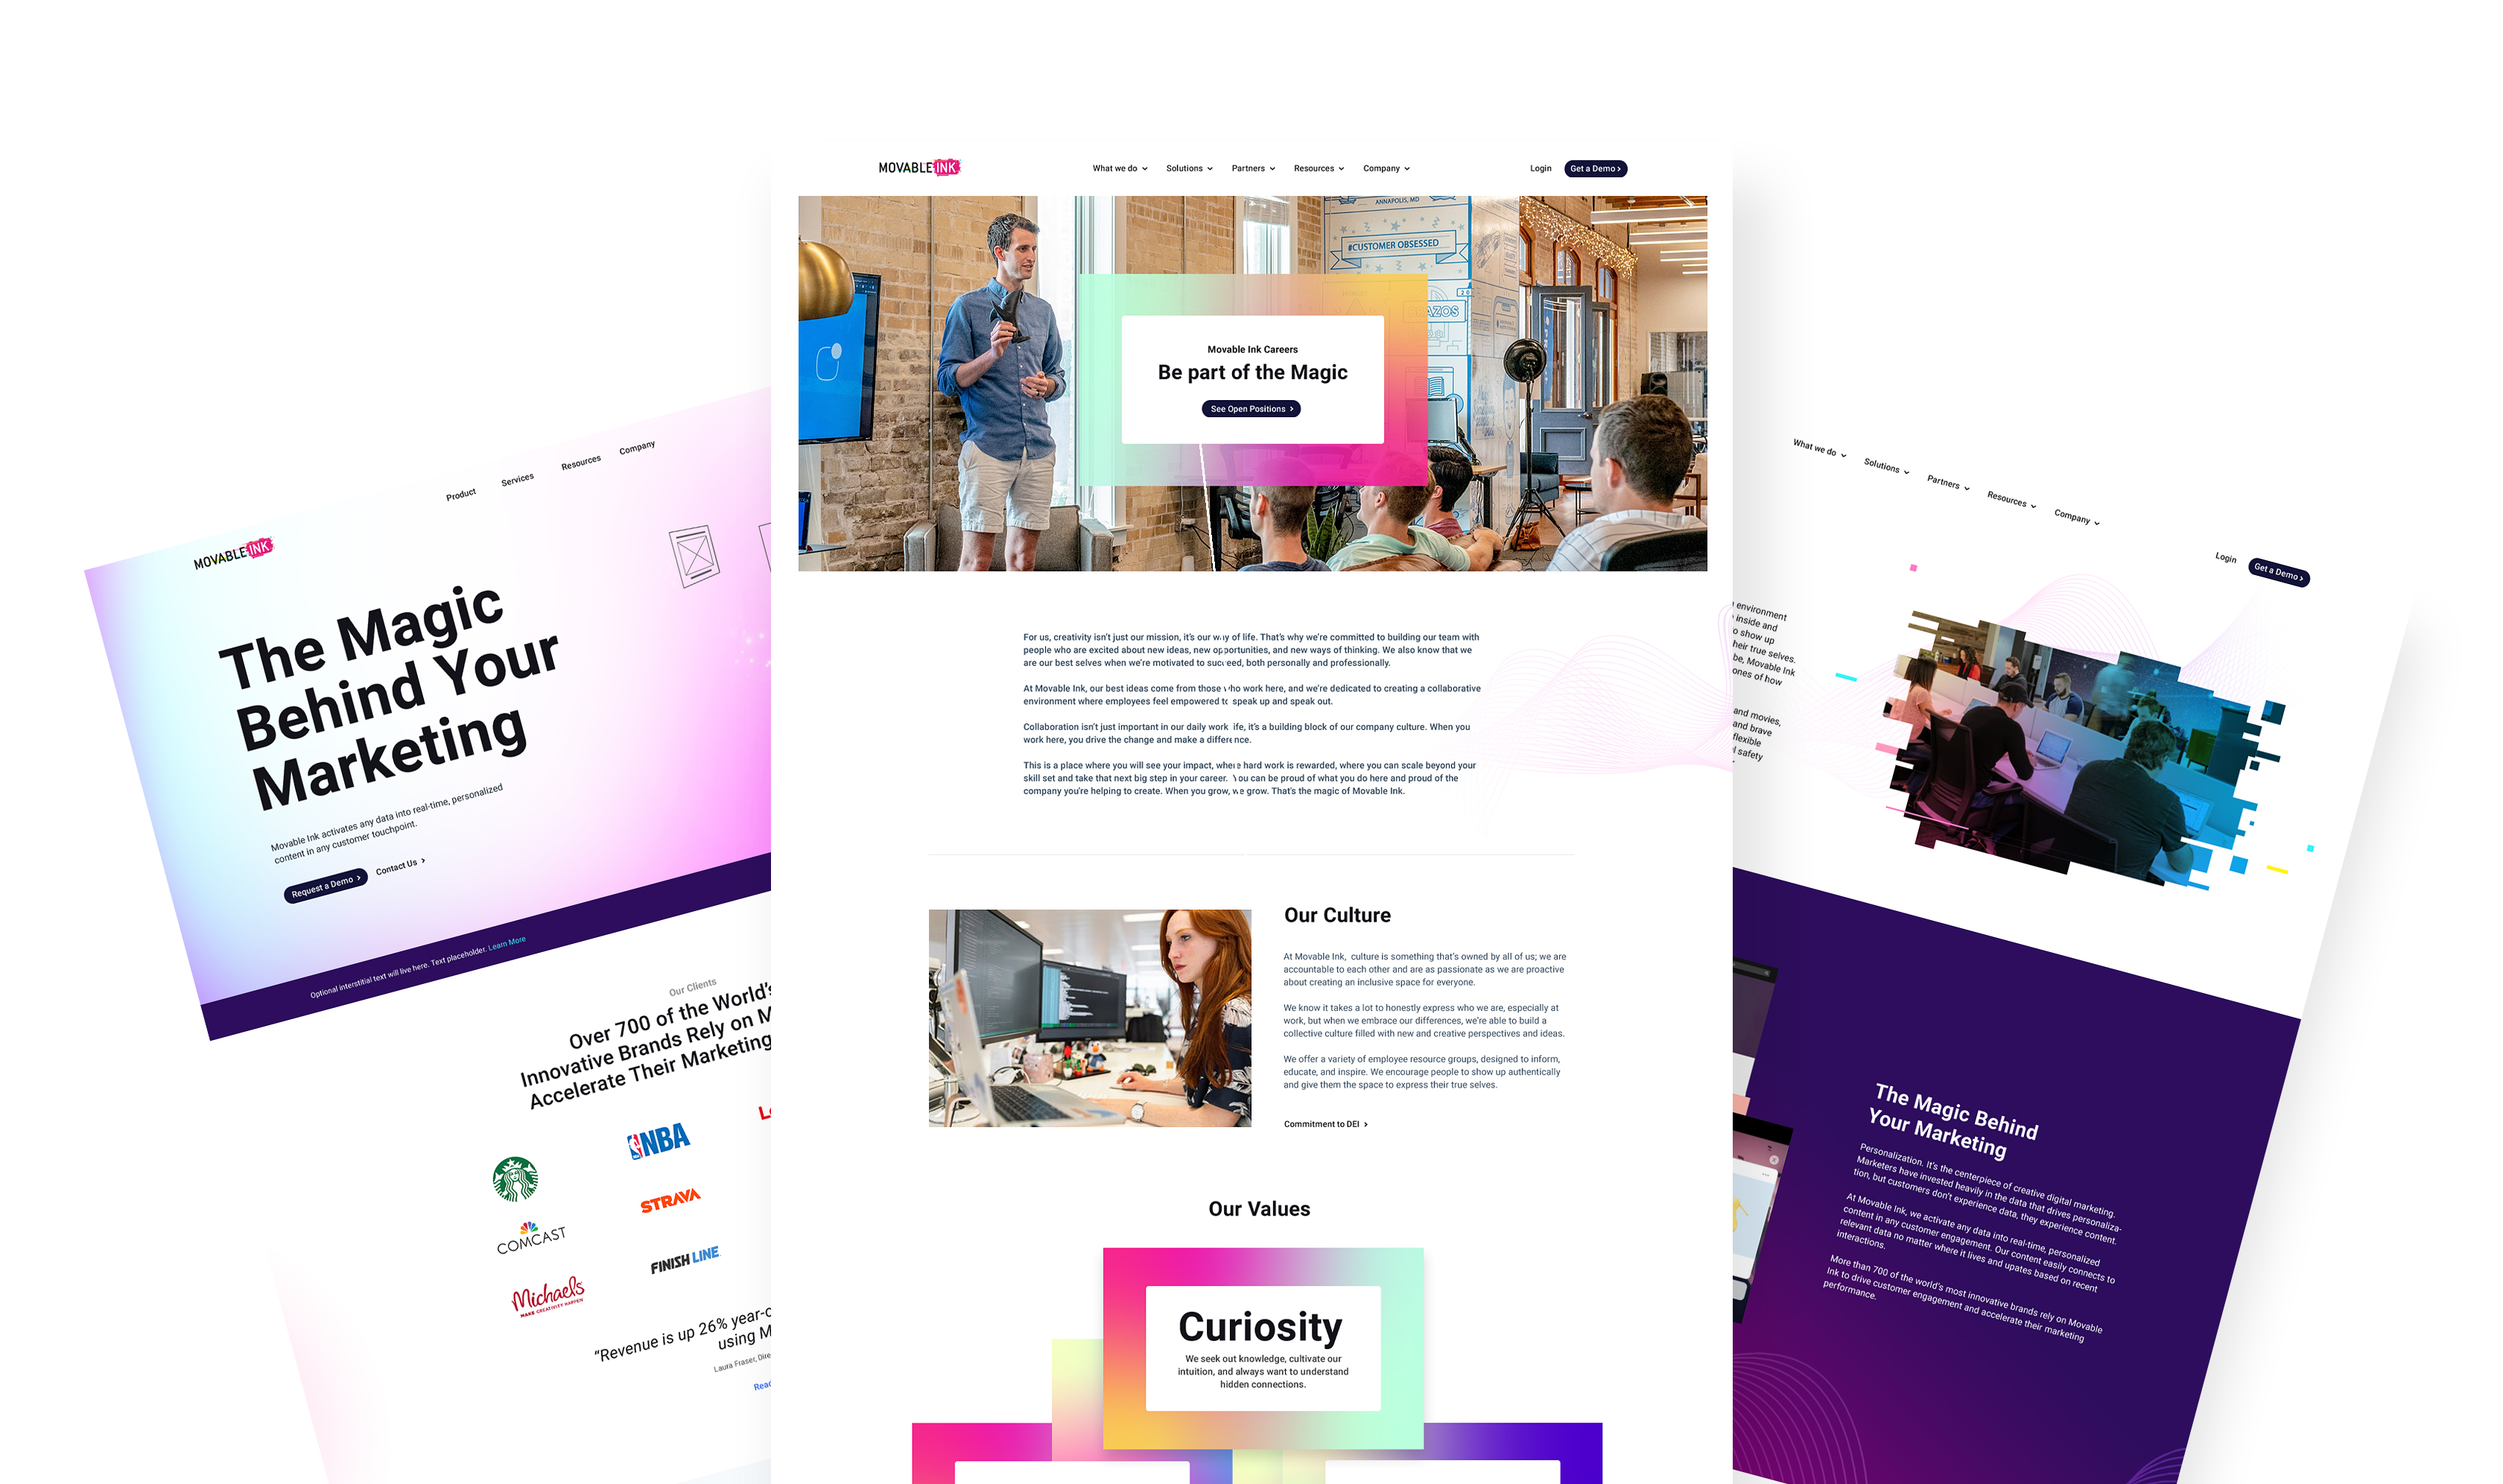 MOVABLE INK
Product
Services
Resources
Company
The Magic
Behind Your
Marketing
Movable Ink activates any data into real-time, personalized
content in any customer touchpoint.
Request a Demo
Contact Us
Optional interstitial text will live here. Text placeholder. Learn More
Our Clients
Over 700 of the World's
Innovative Brands Rely on
Accelerate Their Marketing
NBA
STRAVA
COMCAST
FINISH LINE
Michaels
MAKE CREATIVITY HAPPEN
"Revenue is up 26%
using
Laura Fraser,
MOVABLE INK
What we do
Solutions
Partners
Resources
Company
Login
Get a Demo
ANNAPOLIS, MD
#CUSTOMER OBSESSED
Movable Ink Careers
Be part of the Magic
See Open Positions
For us, creativity isn't just our mission, it's our way of life. That's why we're committed to building our team with
people who are excited about new ideas, new opportunities, and new ways of thinking. We also know that we
are our best selves when we're motivated to succeed, both personally and professionally.
At Movable Ink, our best ideas come from those who work here, and we're dedicated to creating a collaborative
environment where employees feel empowered to speak up and speak out.
Collaboration isn't just important in our daily work life, it's a building block of our company culture. When you
work here, you drive the change and make a difference.
This is a place where you will see your impact, where hard work is rewarded, where you can scale beyond your
skill set and take that next big step in your career. You can be proud of what you do here and proud of the
company you're helping to create. When you grow, we grow. That's the magic of Movable Ink.
Our Culture
At Movable Ink, culture is something that's owned by all of us; we are
accountable to each other and are as passionate as we are proactive
about creating an inclusive space for everyone.
We know it takes a lot to honestly express who we are, especially at
work, but when we embrace our differences, we're able to build a
collective culture filled with new and creative perspectives and ideas.
We offer a variety of employee resource groups, designed to inform,
educate, and inspire. We encourage people to show up authentically
and give them the space to express their true selves.
Commitment to DEI
Our Values
Curiosity
We seek out knowledge, cultivate our
intuition, and always want to understand
hidden connections.
What we do
Solutions
Partners
Resources
Company
Login
Get a Demo
environment
inside and
show up
their true selves.
be, Movable Ink
of how
and movies,
and brave
flexible
safety
The Magic Behind
Your Marketing
Personalization. It's the centerpiece of creative digital marketing.
Marketers have invested heavily in the data that drives personaliza-
tion, but customers don't experience data, they experience content.
At Movable Ink, we activate any data into real-time, personalized
content in any customer engagement. Our content easily connects to
relevant data no matter where it lives and upates based on recent
interactions.
More than 700 of the world's most innovative brands rely on Movable
Ink to drive customer engagement and accelerate their marketing
performance.